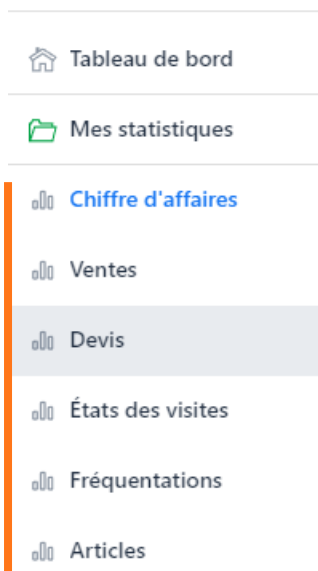 Tableau de bord
Mes statistiques
Chiffre d'affaires
Ventes
Devis
États des visites
Fréquentations
Articles